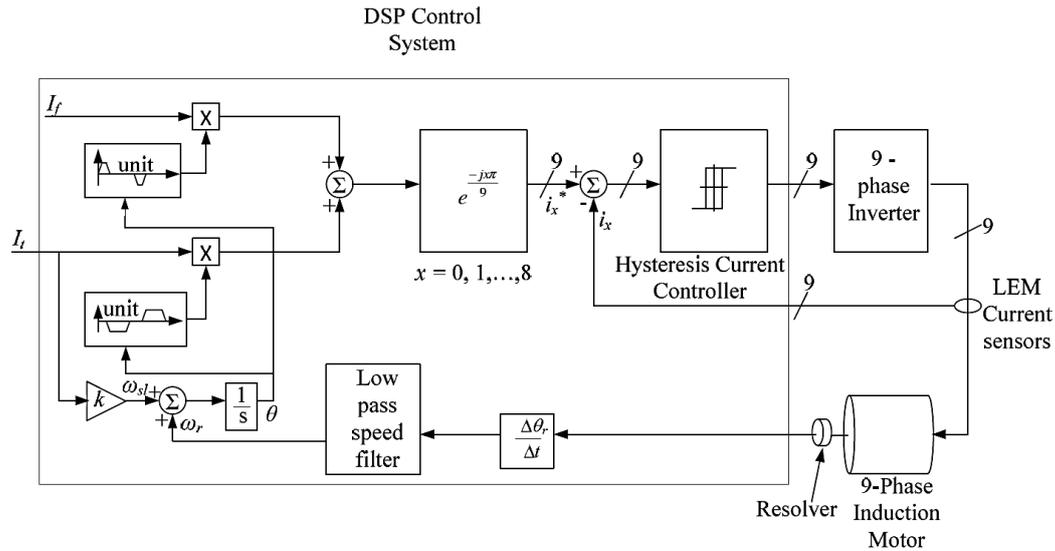 DSP Control
System
I_f
X
unit
+
Σ
+
e^{-jxπ/9}
x = 0, 1,...,8
9
i_x*
+
Σ
-
i_x
9
Hysteresis Current
Controller
9
9 -
phase
Inverter
9
9
LEM
Current
sensors
I_t
X
unit
k
ω_sl
+
Σ
+
ω_r
1/s
θ
Low
pass
speed
filter
Δθ_r/Δt
Resolver
9-Phase
Induction
Motor